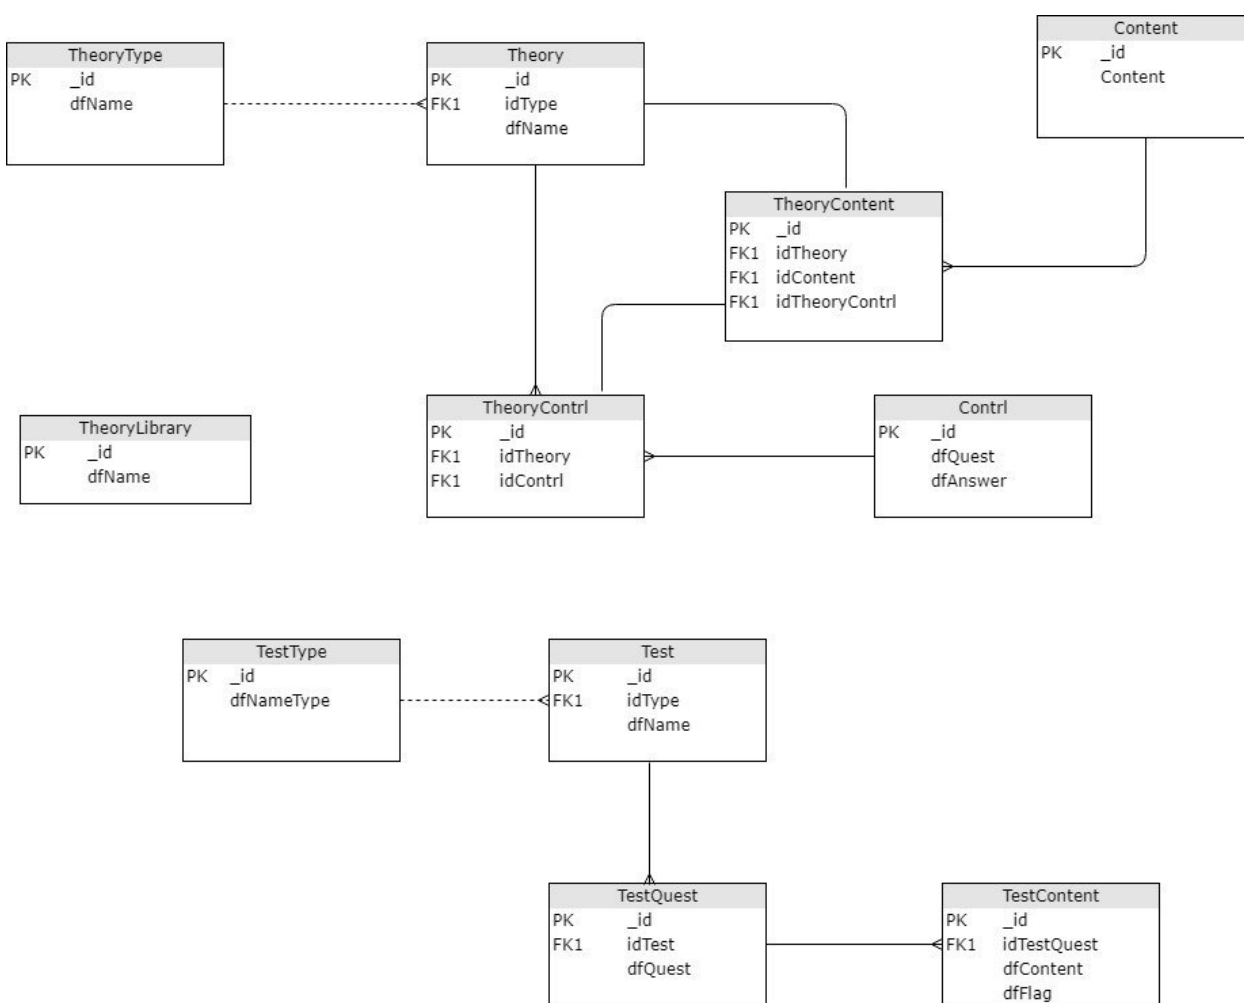 TheoryType
PK _id
dfName
Theory
PK _id
FK1 idType
dfName
Content
PK _id
Content
TheoryContent
PK _id
FK1 idTheory
FK1 idContent
FK1 idTheoryContrl
TheoryLibrary
PK _id
dfName
TheoryContrl
PK _id
FK1 idTheory
FK1 idContrl
Contrl
PK _id
dfQuest
dfAnswer
TestType
PK _id
dfNameType
Test
PK _id
FK1 idType
dfName
TestQuest
PK _id
FK1 idTest
dfQuest
TestContent
PK _id
FK1 idTestQuest
dfContent
dfFlag